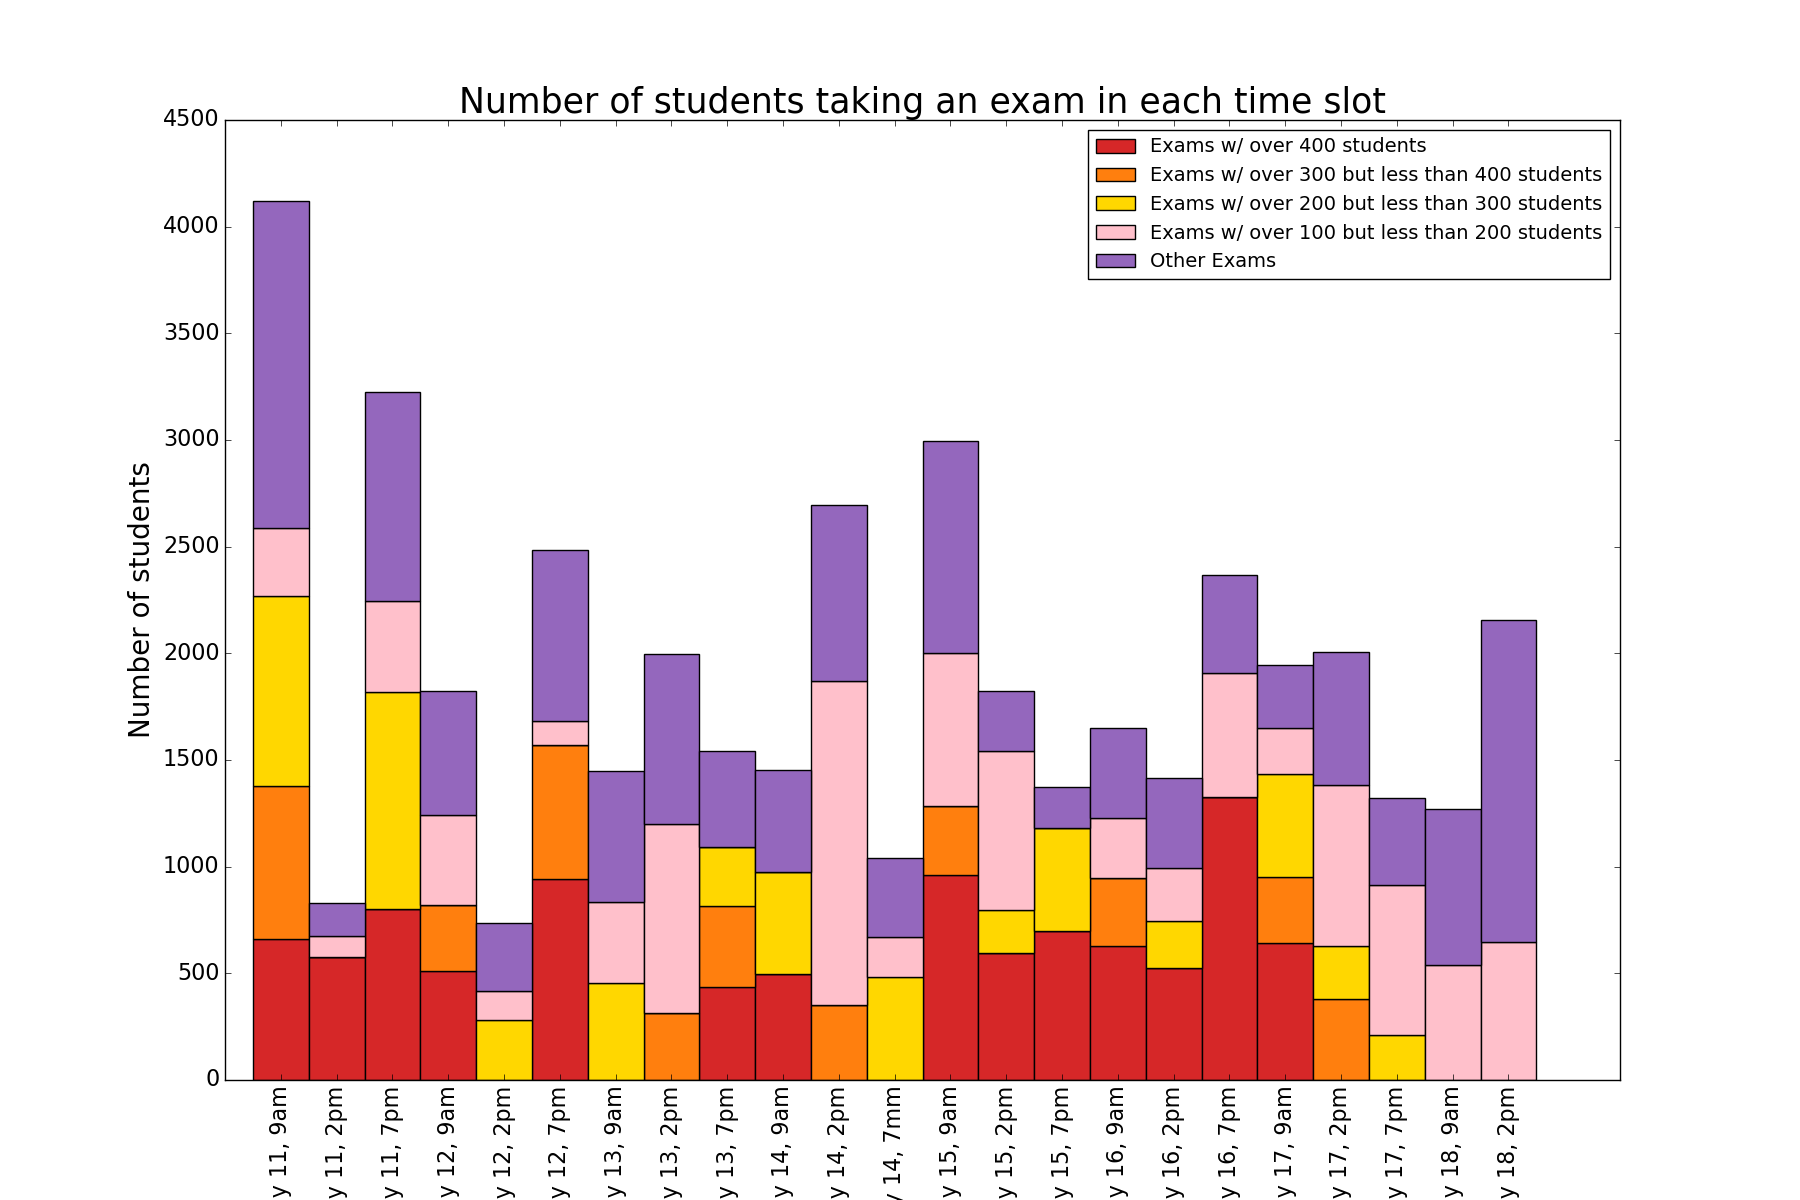 Number of students taking an exam in each time slot
4500
4000
3500
3000
2500
2000
1500
1000
500
0
Number of students
Exams w/ over 400 students
Exams w/ over 300 but less than 400 students
Exams w/ over 200 but less than 300 students
Exams w/ over 100 but less than 200 students
Other Exams
y 11, 9am
y 11, 2pm
y 11, 7pm
y 12, 9am
y 12, 2pm
y 12, 7pm
y 13, 9am
y 13, 2pm
y 13, 7pm
y 14, 9am
y 14, 2pm
y 14, 7mm
y 15, 9am
y 15, 2pm
y 15, 7pm
y 16, 9am
y 16, 2pm
y 16, 7pm
y 17, 9am
y 17, 2pm
y 17, 7pm
y 18, 9am
y 18, 2pm